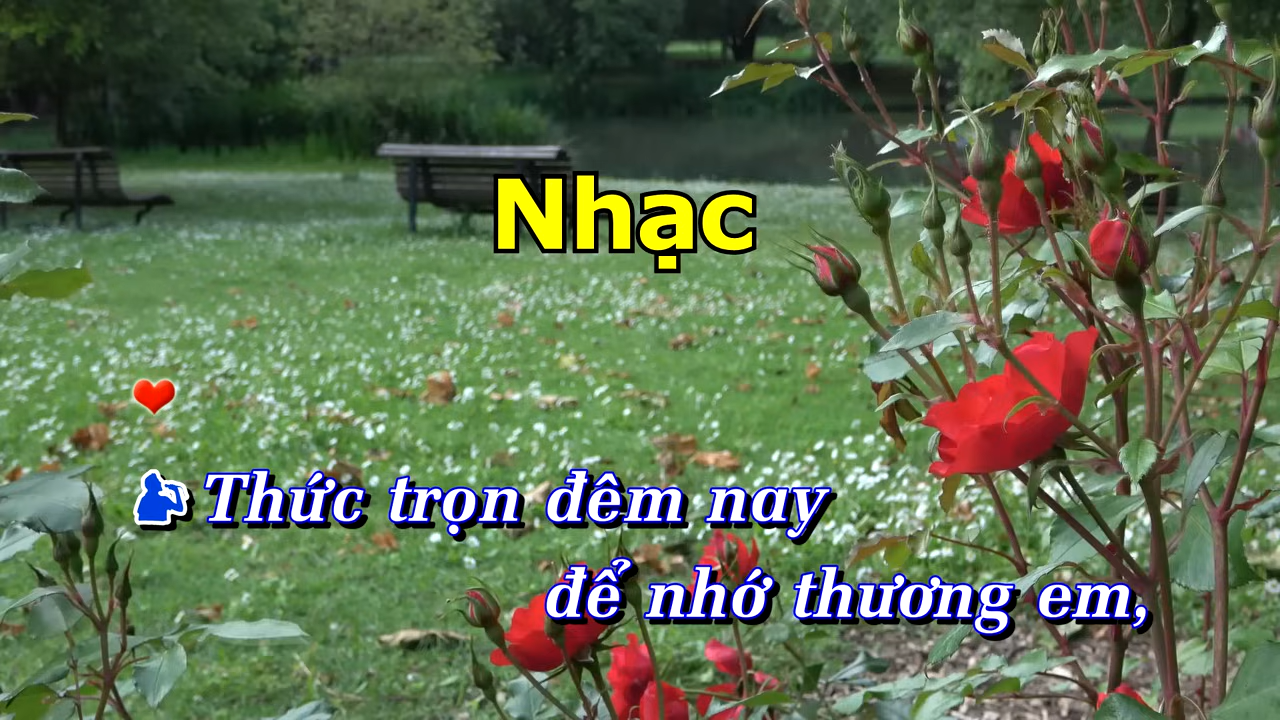 Nhạc
Thức trọn đêm nay
để nhớ thương em,